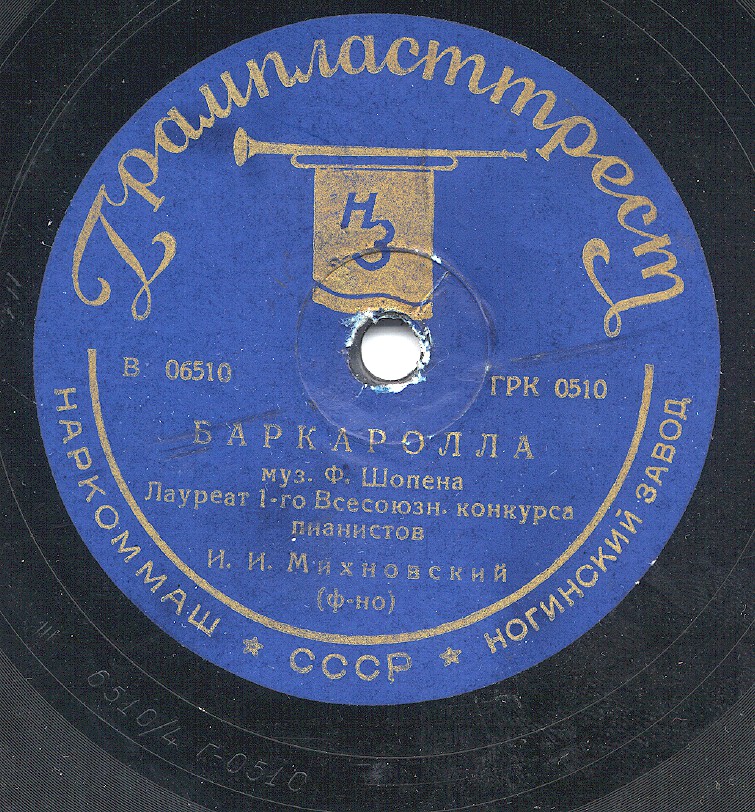 Грампласттрест
НЗ
В 06510
ГРК 0510
БАРКАРОЛЛА
муз. Ф. Шопена
Лауреат 1-го Всесоюзн. конкурса
пианистов
И. И. Михновский
(ф-но)
НАРКОММАШ ★ СССР ★ НОГИНСКИЙ ЗАВОД
6510/4 Г-0510